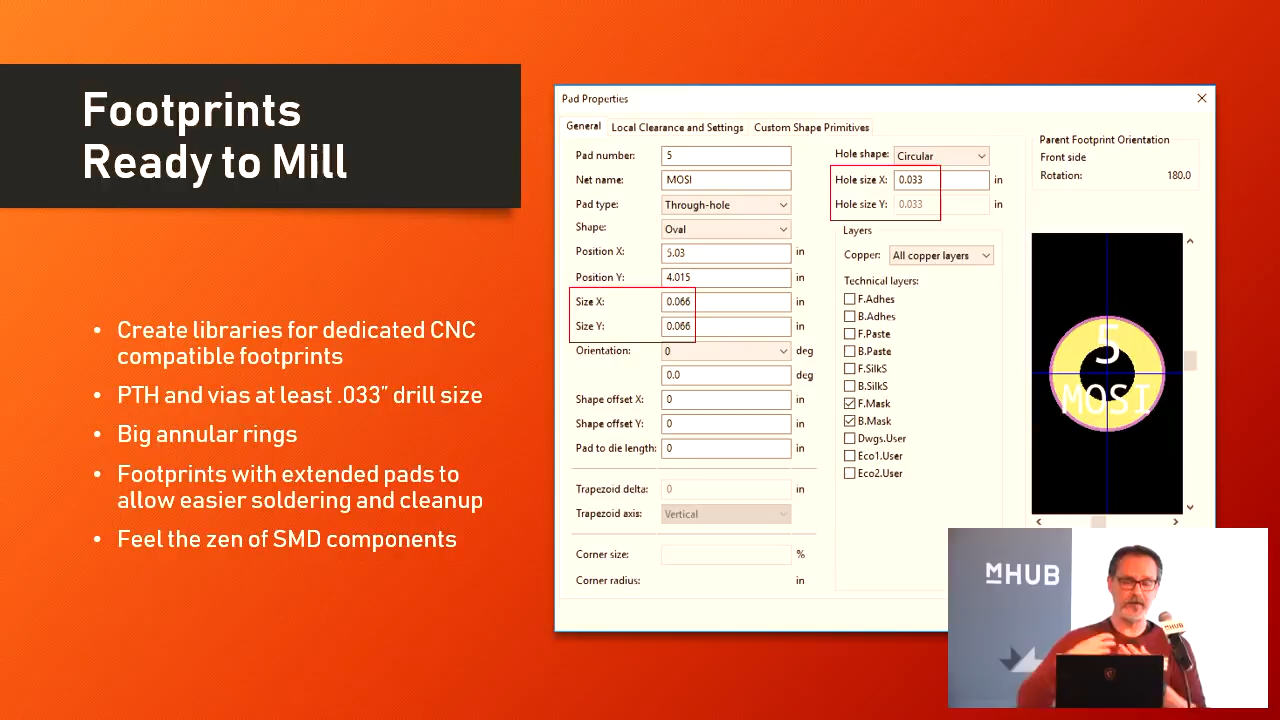 Footprints
Ready to Mill
• Create libraries for dedicated CNC
compatible footprints
• PTH and vias at least .033” drill size
• Big annular rings
• Footprints with extended pads to
allow easier soldering and cleanup
• Feel the zen of SMD components
Pad Properties
General Local Clearance and Settings Custom Shape Primitives
Pad number: 5
Net name: MOSI
Pad type: Through-hole
Shape: Oval
Position X: 5.03 in
Position Y: 4.015 in
Size X: 0.066 in
Size Y: 0.066 in
Orientation: 0 deg
0.0 deg
Shape offset X: 0 in
Shape offset Y: 0 in
Pad to die length: 0 in
Trapezoid delta: 0 in
Trapezoid axis: Vertical
Corner size: %
Corner radius: in
Hole shape: Circular
Hole size X: 0.033 in
Hole size Y: 0.033 in
Layers
Copper: All copper layers
Technical layers:
F.Adhes
B.Adhes
F.Paste
B.Paste
F.SilkS
B.SilkS
F.Mask
B.Mask
Dwgs.User
Eco1.User
Eco2.User
Parent Footprint Orientation
Front side
Rotation: 180.0
5
MOSI
mHUB
mHUB